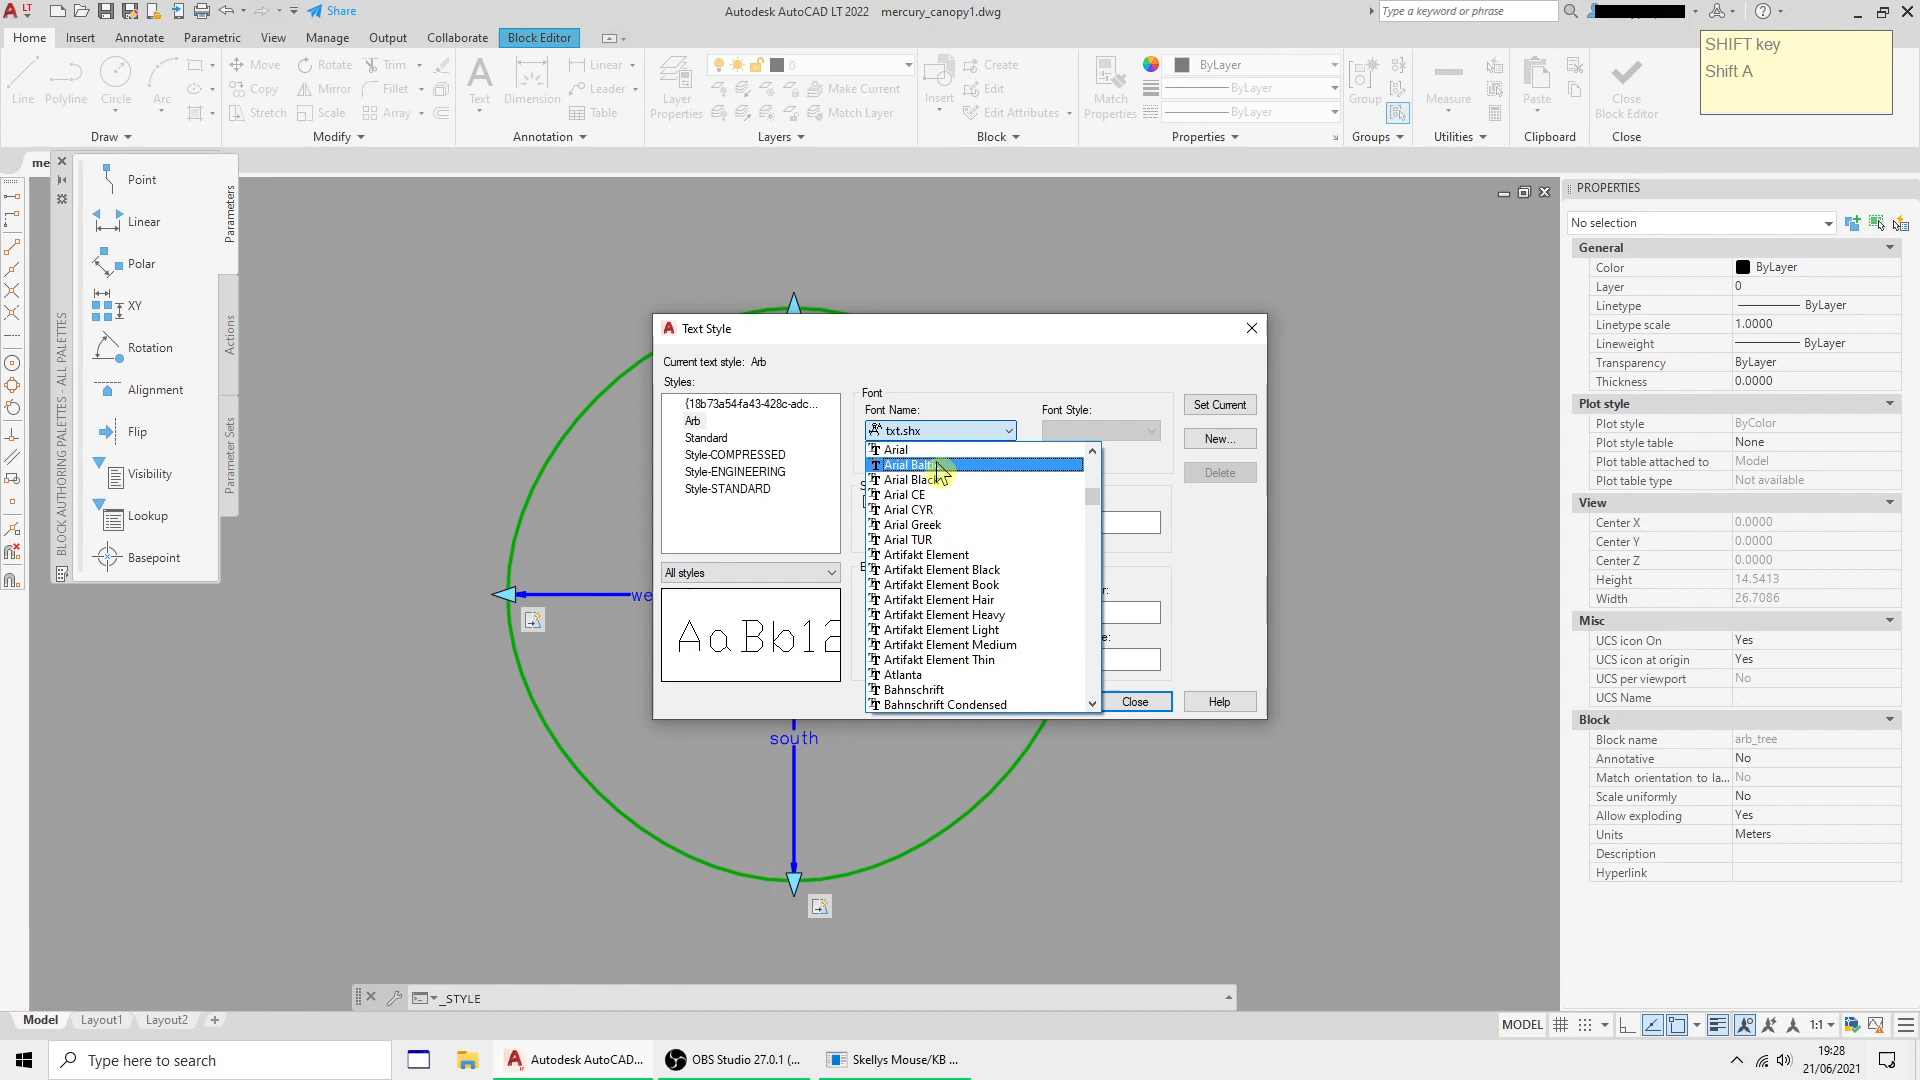 Share
Autodesk AutoCAD LT 2022 mercury_canopy1.dwg
Type a keyword or phrase
Home Insert Annotate Parametric View Manage Output Collaborate Block Editor
SHIFT key
Shift A
Line Polyline Circle Arc
Move Rotate Trim
Copy Mirror Fillet
Stretch Scale Array
Text Dimension
Linear
Leader
Table
Layer Properties
0
Make Current
Match Layer
Insert
Create
Edit
Edit Attributes
Match Properties
ByLayer
ByLayer
ByLayer
Group
Measure
Paste
Close Block Editor
Draw Modify Annotation Layers Block Properties Groups Utilities Clipboard Close
me
Point
Linear
Polar
XY
Rotation
Alignment
Flip
Visibility
Lookup
Basepoint
Parameters
Actions
Parameter Sets
BLOCK AUTHORING PALETTES - ALL PALETTES
we
south
Text Style
Current text style: Arb
Styles:
{18b73a54-fa43-428c-adc...
Arb
Standard
Style-COMPRESSED
Style-ENGINEERING
Style-STANDARD
All styles
AaBb12
Font
Font Name:
Font Style:
txt.shx
Arial
Arial Balti
Arial Black
Arial CE
Arial CYR
Arial Greek
Arial TUR
Artifakt Element
Artifakt Element Black
Artifakt Element Book
Artifakt Element Hair
Artifakt Element Heavy
Artifakt Element Light
Artifakt Element Medium
Artifakt Element Thin
Atlanta
Bahnschrift
Bahnschrift Condensed
r:
e:
Set Current
New...
Delete
Close
Help
PROPERTIES
No selection
General
Color ByLayer
Layer 0
Linetype ByLayer
Linetype scale 1.0000
Lineweight ByLayer
Transparency ByLayer
Thickness 0.0000
Plot style
Plot style ByColor
Plot style table None
Plot table attached to Model
Plot table type Not available
View
Center X 0.0000
Center Y 0.0000
Center Z 0.0000
Height 14.5413
Width 26.7086
Misc
UCS icon On Yes
UCS icon at origin Yes
UCS per viewport No
UCS Name
Block
Block name arb_tree
Annotative No
Match orientation to la... No
Scale uniformly No
Allow exploding Yes
Units Meters
Description
Hyperlink
_STYLE
Model Layout1 Layout2 +
MODEL 1:1
Type here to search
Autodesk AutoCAD...
OBS Studio 27.0.1 (...
Skellys Mouse/KB ...
19:28
21/06/2021